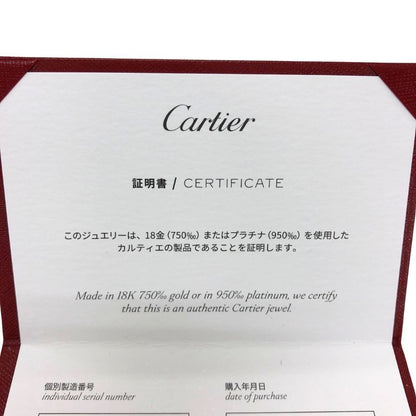 Cartier
証明書 / CERTIFICATE
このジュエリーは、18金(750‰)またはプラチナ(950‰)を使用した
カルティエの製品であることを証明します。
Made in 18K 750‰ gold or in 950‰ platinum, we certify
that this is an authentic Cartier jewel.
個別製造番号
individual serial number
購入年月日
date of purchase